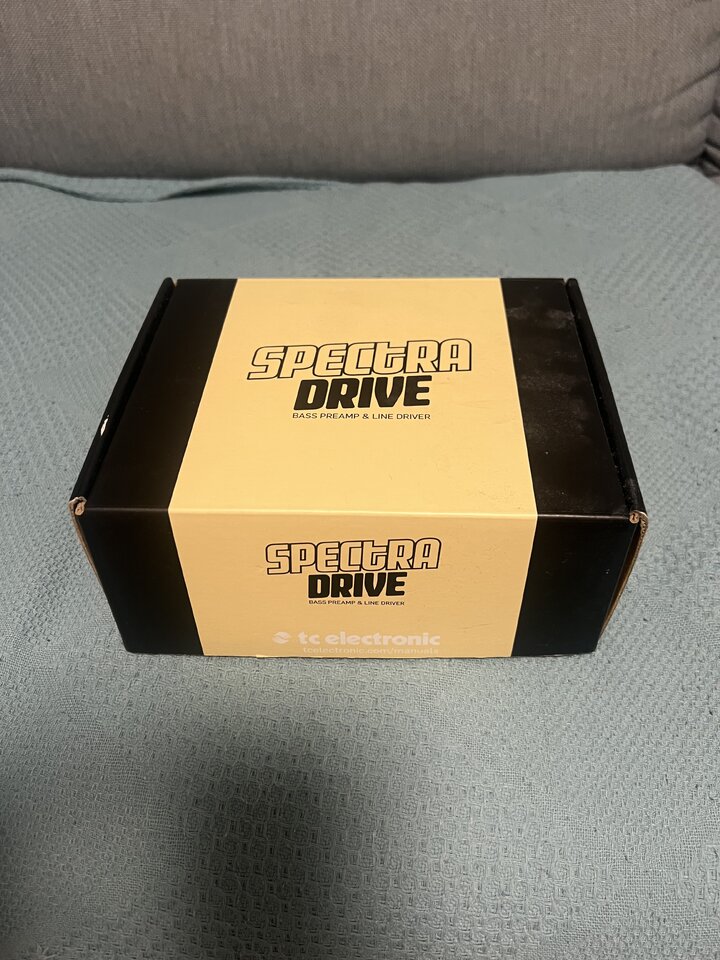 SPECTRA
DRIVE
BASS PREAMP & LINE DRIVER
SPECTRA
DRIVE
BASS PREAMP & LINE DRIVER
tc electronic
tcelectronic.com/manuals